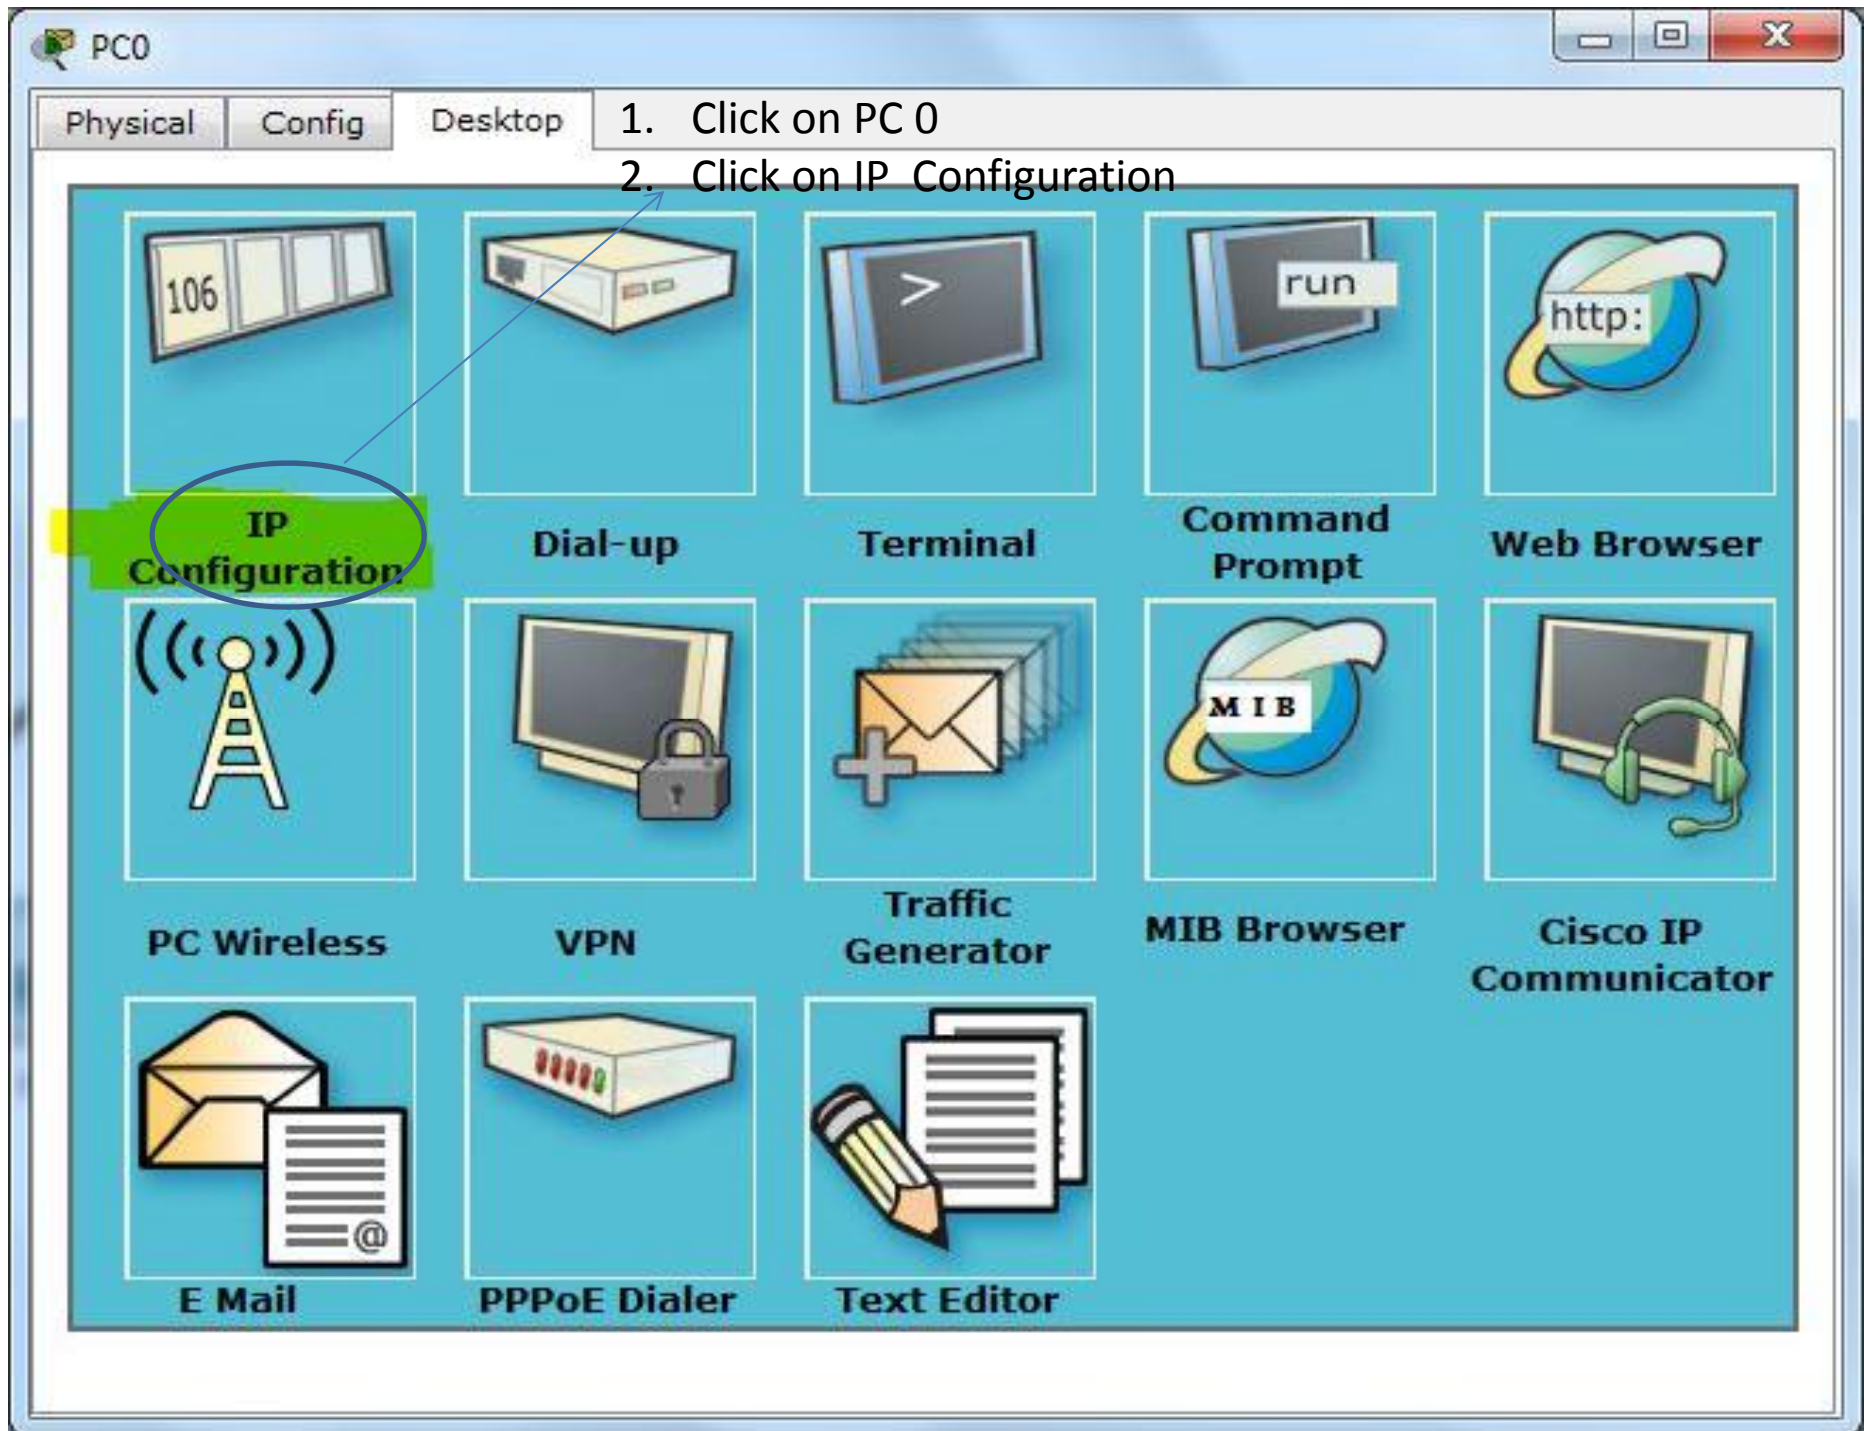 PC0
Physical Config Desktop
1. Click on PC 0
2. Click on IP Configuration
106
>
run
http:
IP
Configuration
Dial-up
Terminal
Command
Prompt
Web Browser
MIB
PC Wireless
VPN
Traffic
Generator
MIB Browser
Cisco IP
Communicator
@
E Mail
PPPoE Dialer
Text Editor